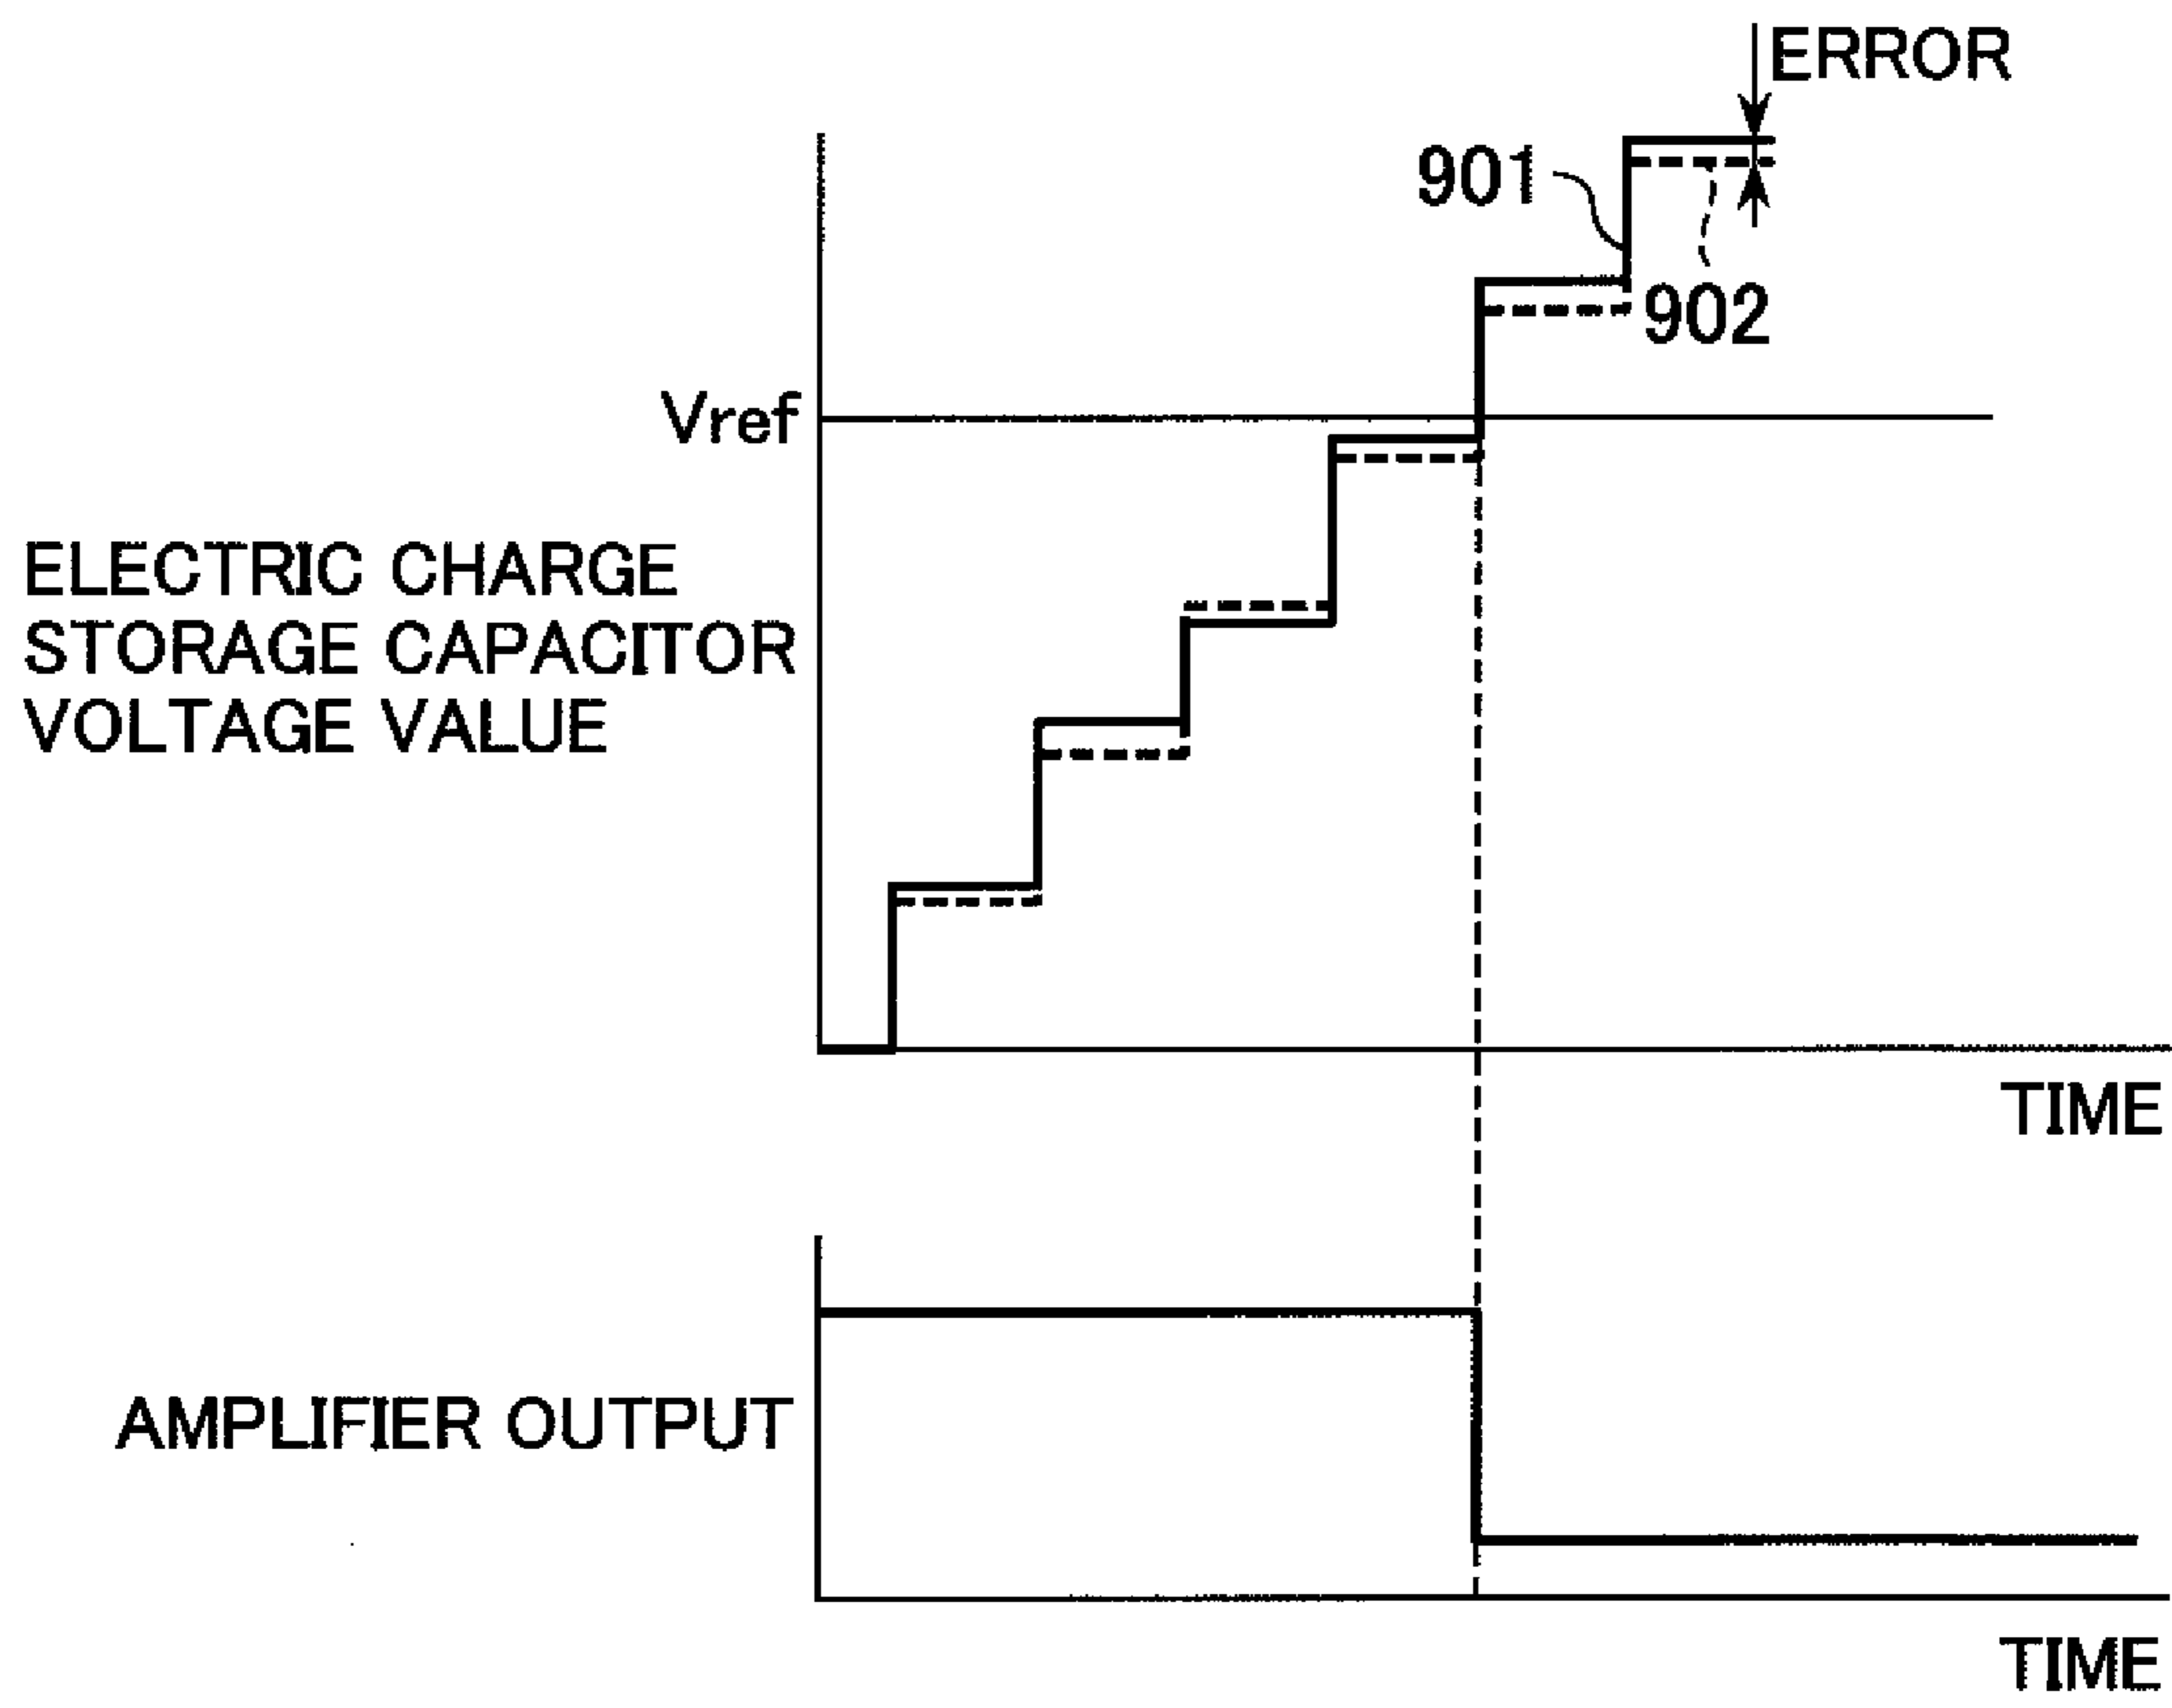 ERROR
901
902
Vref
ELECTRIC CHARGE
STORAGE CAPACITOR
VOLTAGE VALUE
TIME
AMPLIFIER OUTPUT
TIME